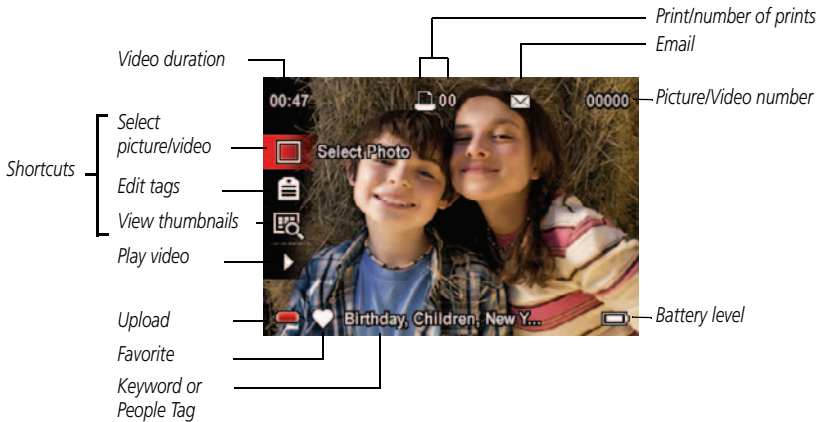 Print/number of prints
Email
Video duration
Picture/Video number
Select
picture/video
Shortcuts
Edit tags
View thumbnails
Play video
Upload
Favorite
Keyword or
People Tag
Battery level
00:47
00
00000
Select Photo
Birthday, Children, New Y...